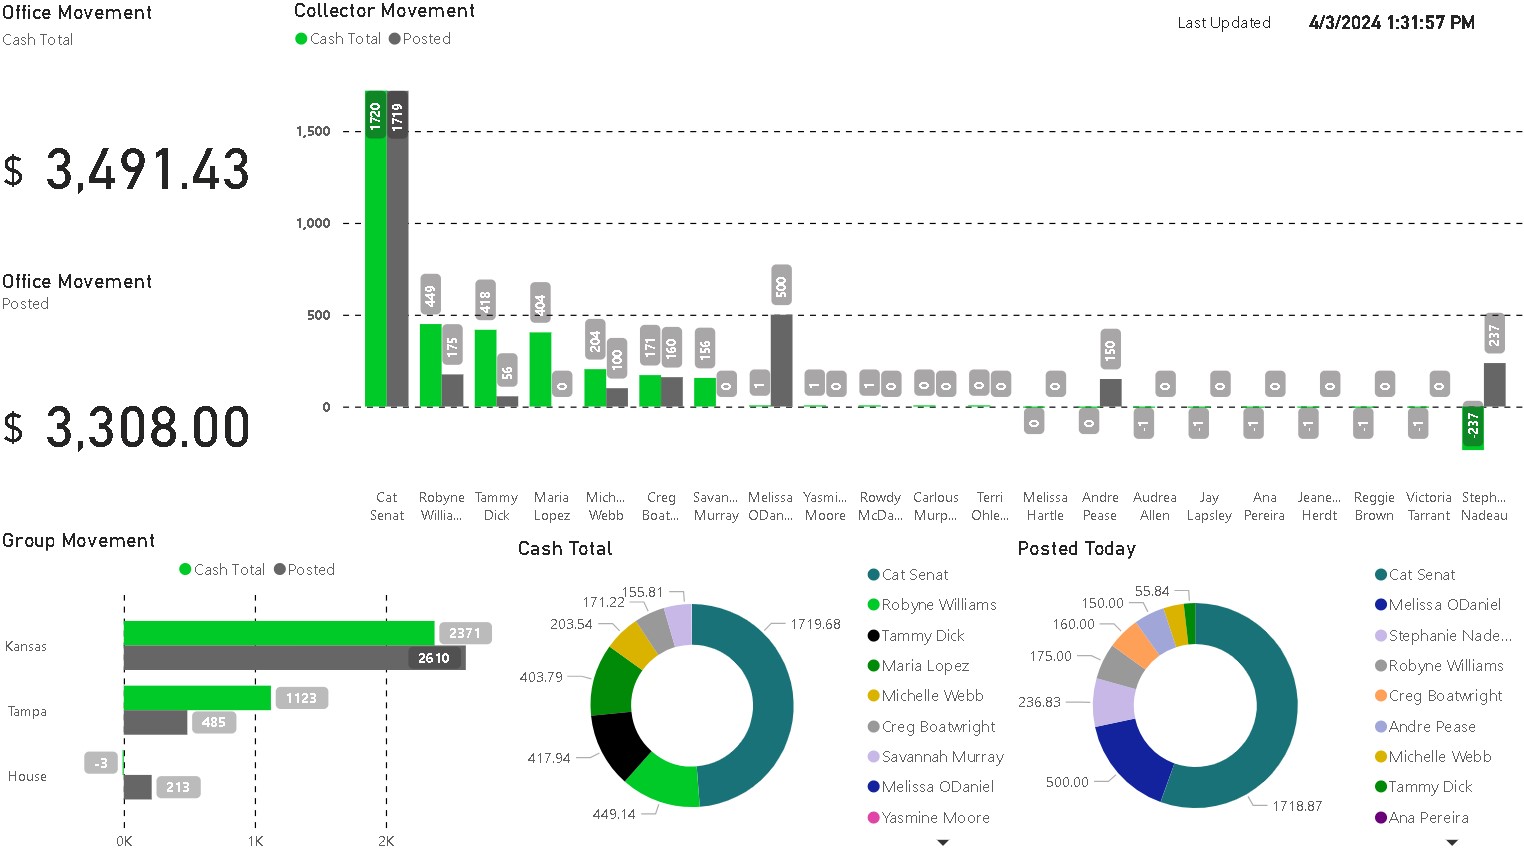 Office Movement
Cash Total
$ 3,491.43
Office Movement
Posted
$ 3,308.00
Collector Movement
Cash Total Posted
Last Updated 4/3/2024 1:31:57 PM
1,500
1,000
500
0
1720 1719
449 175
418 56
404 0
204 100
171 160
156 0
1 500
1 0
1 0
0 0
0 0
0 0
0 150
-1 0
-1 0
-1 0
-1 0
-1 0
-1 0
-237 237
Cat Senat
Robyne Willia...
Tammy Dick
Maria Lopez
Mich... Webb
Creg Boat...
Savan... Murray
Melissa ODan...
Yasmi... Moore
Rowdy McDa...
Carlous Murp...
Terri Ohle...
Melissa Hartle
Andre Pease
Audrea Allen
Jay Lapsley
Ana Pereira
Jeane... Herdt
Reggie Brown
Victoria Tarrant
Steph... Nadeau
Group Movement
Cash Total Posted
Kansas 2371
2610
Tampa 1123
485
House -3
213
0K 1K 2K
Cash Total
155.81
171.22
203.54
1719.68
403.79
417.94
449.14
Cat Senat
Robyne Williams
Tammy Dick
Maria Lopez
Michelle Webb
Creg Boatwright
Savannah Murray
Melissa ODaniel
Yasmine Moore
Posted Today
55.84
150.00
160.00
175.00
236.83
500.00
1718.87
Cat Senat
Melissa ODaniel
Stephanie Nade...
Robyne Williams
Creg Boatwright
Andre Pease
Michelle Webb
Tammy Dick
Ana Pereira